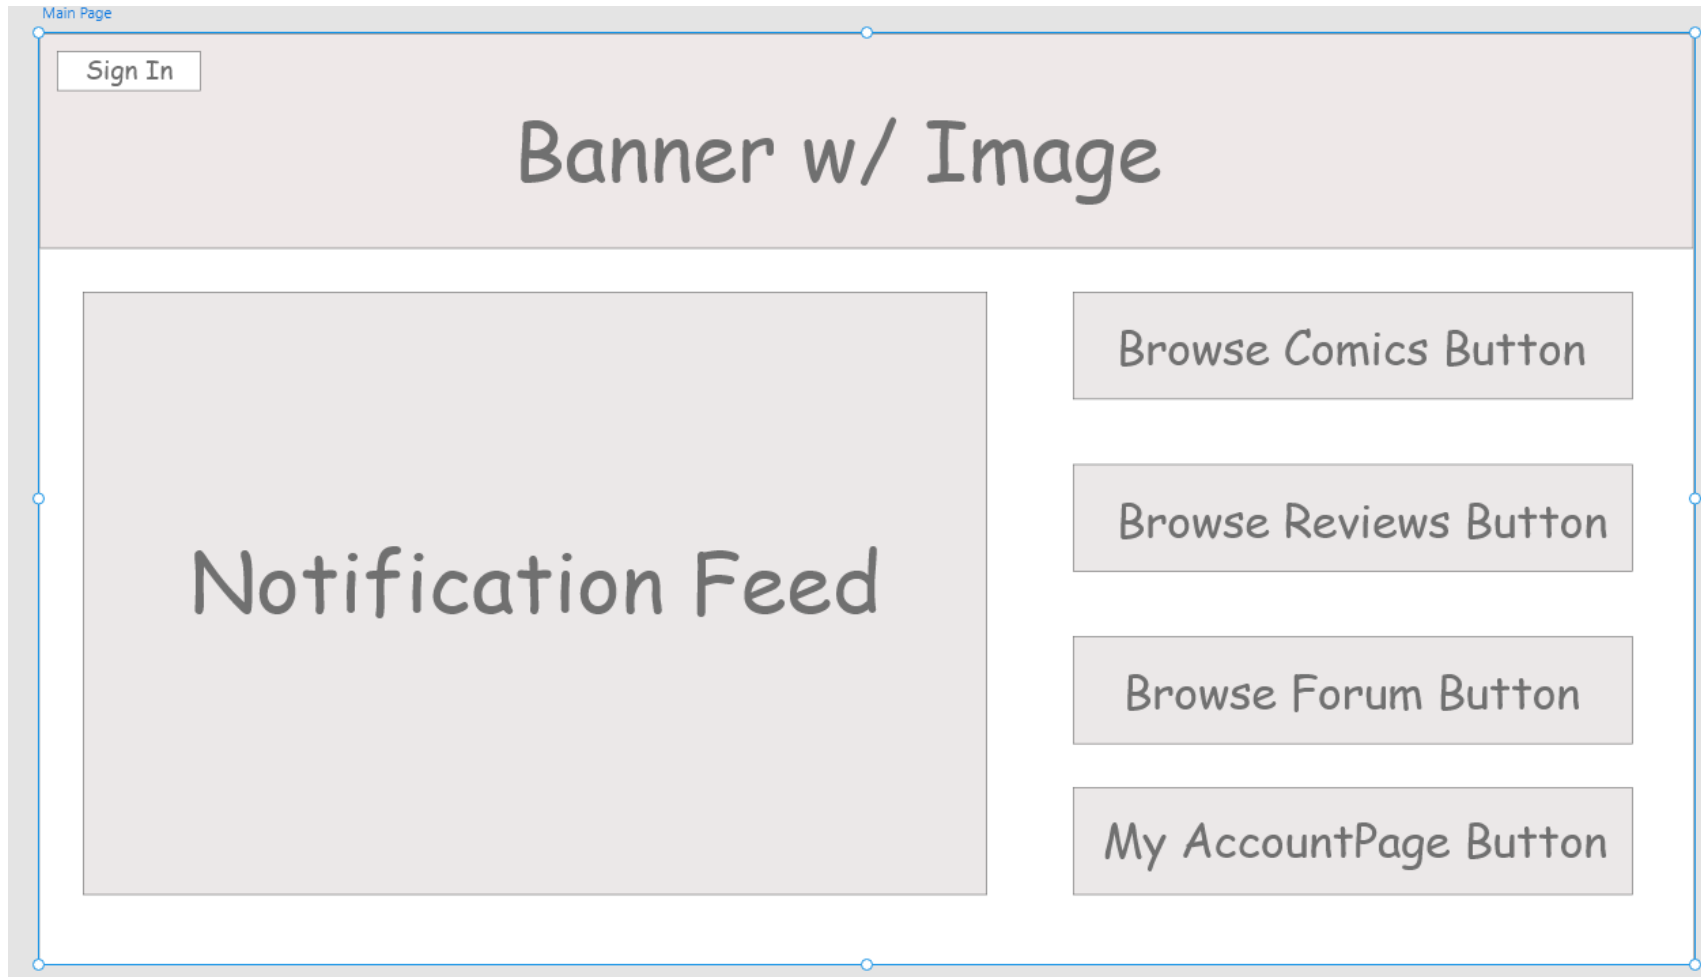 Main Page
Sign In
Banner w/ Image
Notification Feed
Browse Comics Button
Browse Reviews Button
Browse Forum Button
My AccountPage Button